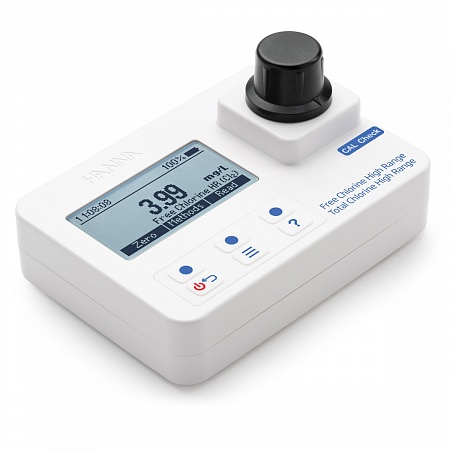 HANNA
100%
11:08:08
3.99 mg/L
Free Chlorine HR(Cl₂)
Zero Methods Read
?
CAL Check
Free Chlorine High Range
Total Chlorine High Range